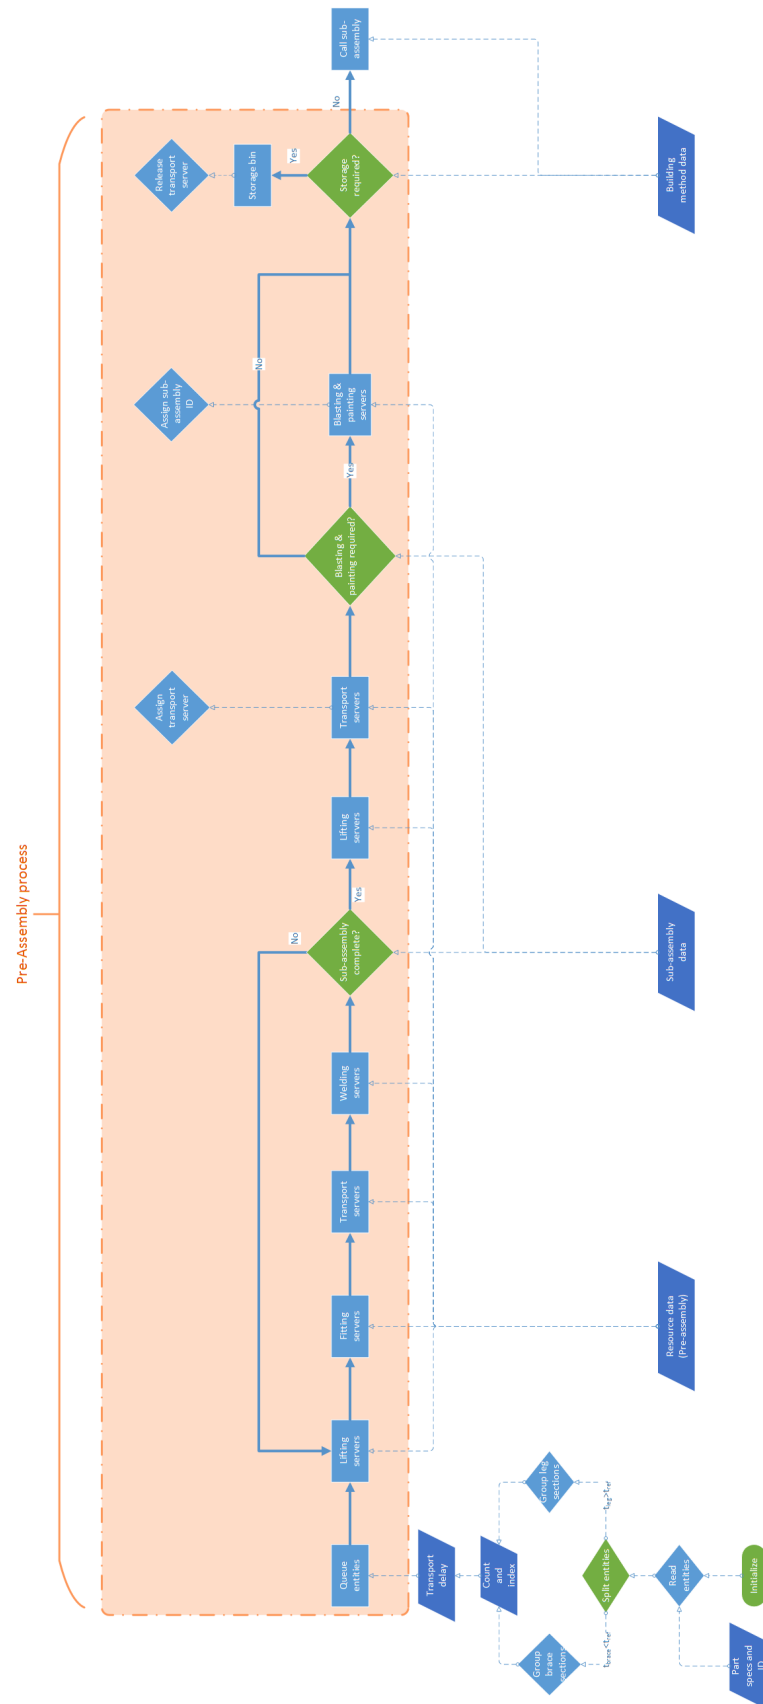 Pre-Assembly process
Release
transport
server
Assign sub-
assembly
ID
Assign
transport
server
Storage bin
Yes
No
Call sub-
assembly
No
No
Queue
entities
Lifting
servers
Fitting
servers
Transport
servers
Welding
servers
Sub-assembly
complete?
Yes
Lifting
servers
Transport
servers
Blasting &
painting required?
Yes
Blasting &
painting
servers
Storage
required?
Transport
delay
Count
and
index
Group leg
sections
Group
brace
sections
t_leg>t_ref
t_brace<t_ref
Split entities
Read
entities
Initialize
Part
specs and
ID
Resource data
(Pre-assembly)
Sub-assembly
data
Building
method data